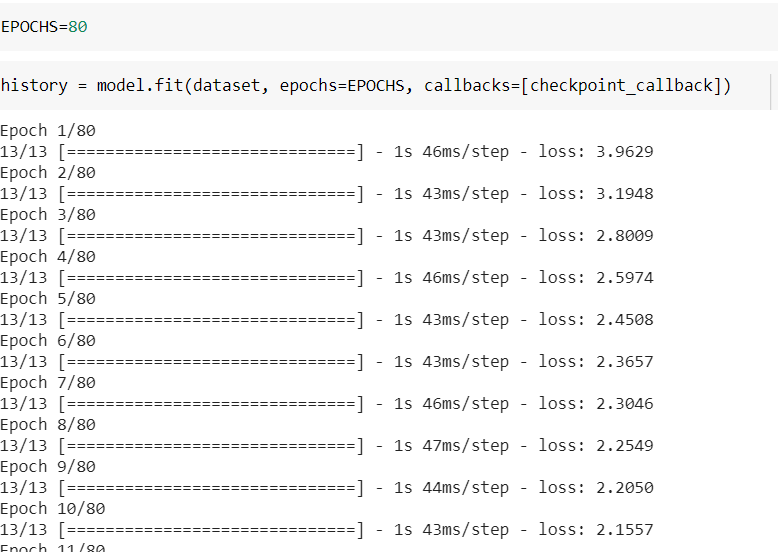 EPOCHS=80
history = model.fit(dataset, epochs=EPOCHS, callbacks=[checkpoint_callback])
Epoch 1/80
13/13 [==============================] - 1s 46ms/step - loss: 3.9629
Epoch 2/80
13/13 [==============================] - 1s 43ms/step - loss: 3.1948
Epoch 3/80
13/13 [==============================] - 1s 43ms/step - loss: 2.8009
Epoch 4/80
13/13 [==============================] - 1s 46ms/step - loss: 2.5974
Epoch 5/80
13/13 [==============================] - 1s 43ms/step - loss: 2.4508
Epoch 6/80
13/13 [==============================] - 1s 43ms/step - loss: 2.3657
Epoch 7/80
13/13 [==============================] - 1s 46ms/step - loss: 2.3046
Epoch 8/80
13/13 [==============================] - 1s 47ms/step - loss: 2.2549
Epoch 9/80
13/13 [==============================] - 1s 44ms/step - loss: 2.2050
Epoch 10/80
13/13 [==============================] - 1s 43ms/step - loss: 2.1557
Epoch 11/80